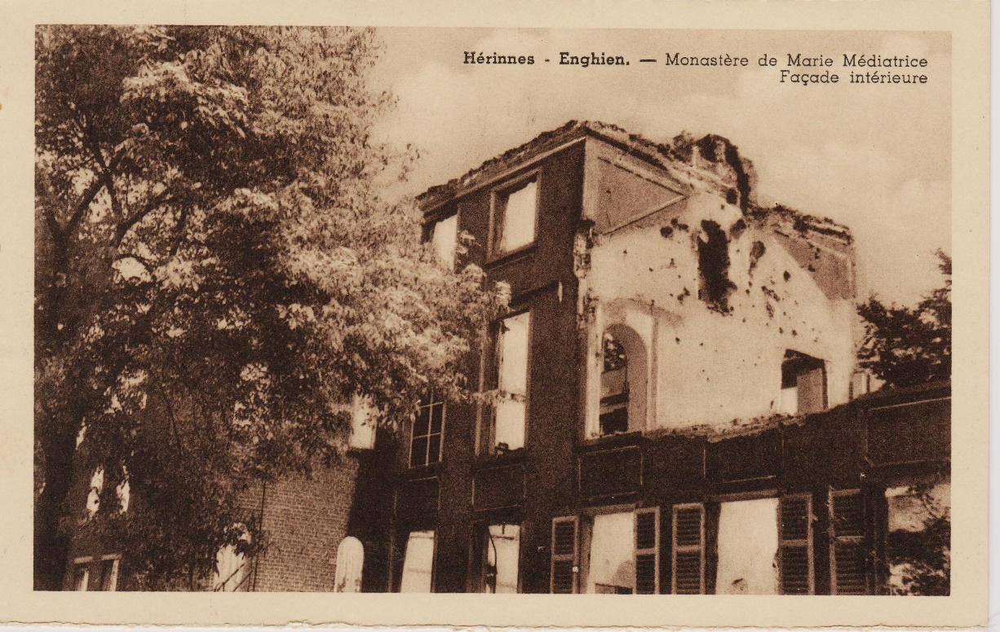 Hérinnes - Enghien. — Monastère de Marie Médiatrice
Façade intérieure